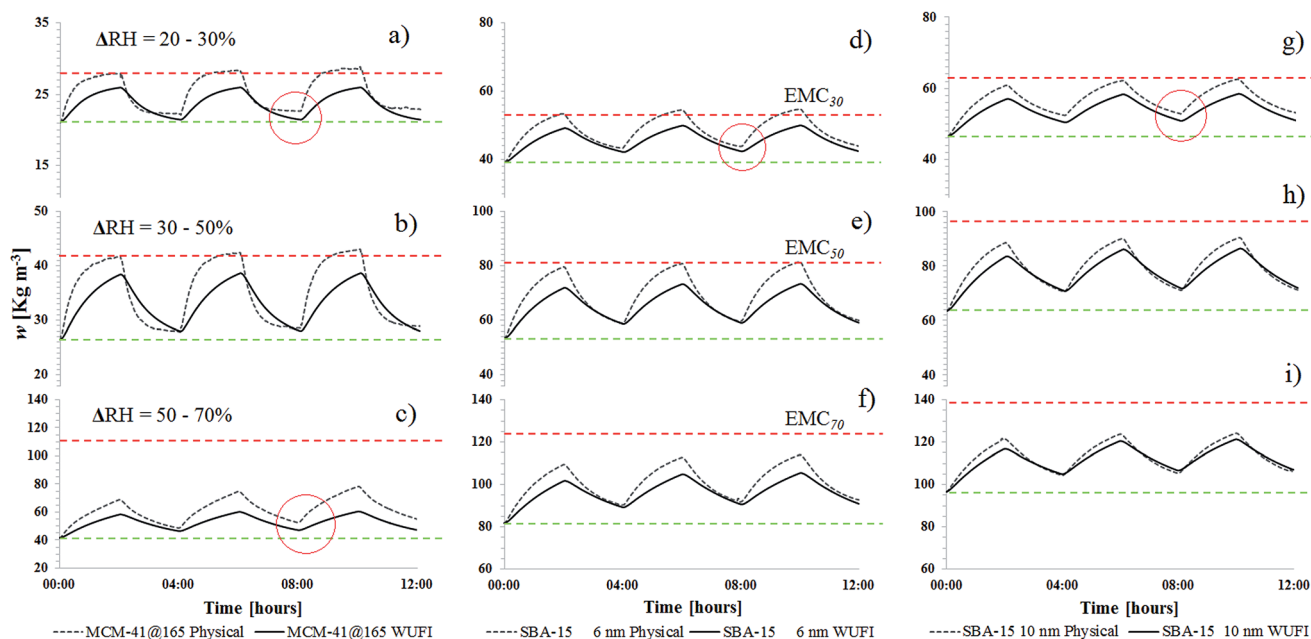 35
30
25
20
15
ΔRH = 20 - 30%
a)
80
60
40
d)
EMC30
80
60
40
g)
w [Kg m-3]
50
40
30
20
ΔRH = 30 - 50%
b)
100
80
60
40
e)
EMC50
100
80
60
40
h)
140
120
100
80
60
40
20
ΔRH = 50 - 70%
c)
140
120
100
80
60
f)
EMC70
140
120
100
80
60
i)
00:00 04:00 08:00 12:00
Time [hours]
00:00 04:00 08:00 12:00
Time [hours]
00:00 04:00 08:00 12:00
Time [hours]
MCM-41@165 Physical MCM-41@165 WUFI
SBA-15 6 nm Physical SBA-15 6 nm WUFI
SBA-15 10 nm Physical SBA-15 10 nm WUFI